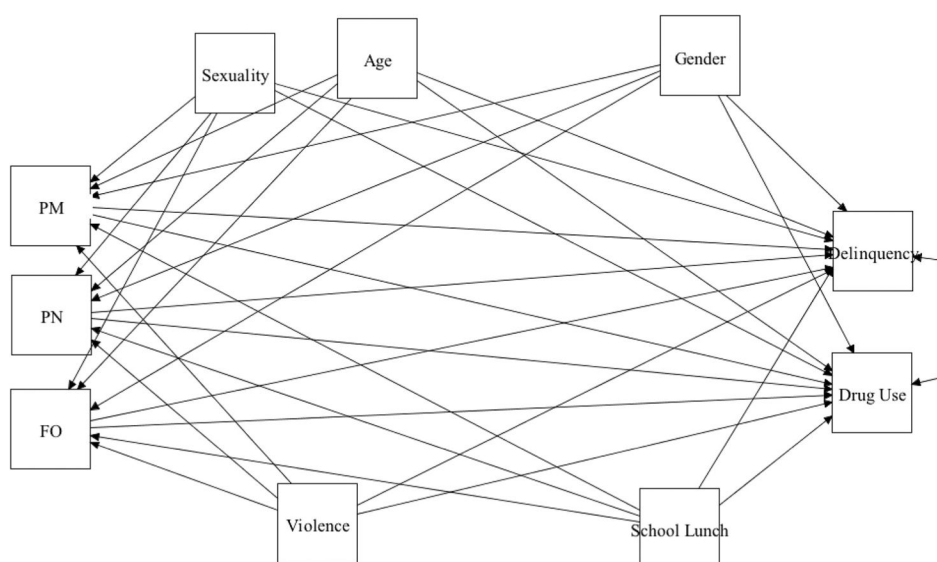 Sexuality
Age
Gender
PM
Delinquency
PN
Drug Use
FO
Violence
School Lunch